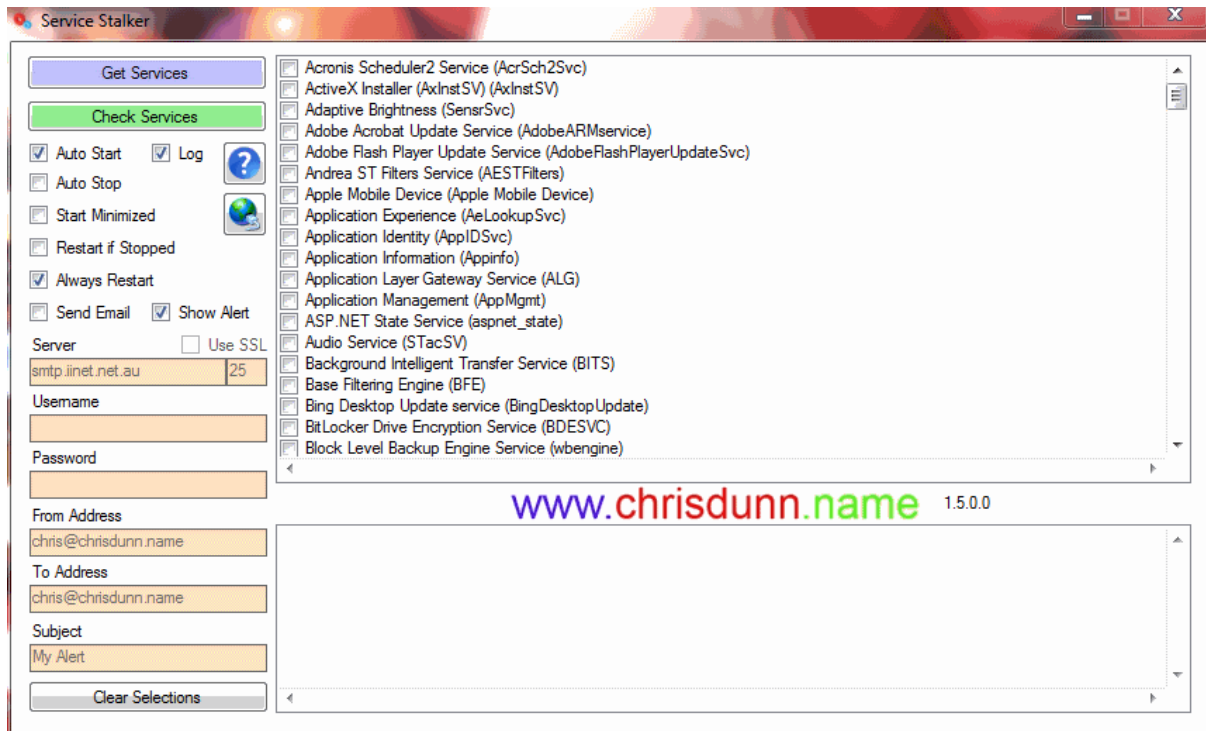 Service Stalker
Get Services
Check Services
Auto Start Log
Auto Stop
Start Minimized
Restart if Stopped
Always Restart
Send Email Show Alert
Server Use SSL
smtp.iinet.net.au 25
Username
Password
From Address
chris@chrisdunn.name
To Address
chris@chrisdunn.name
Subject
My Alert
Clear Selections
Acronis Scheduler2 Service (AcrSch2Svc)
ActiveX Installer (AxInstSV) (AxInstSV)
Adaptive Brightness (SensrSvc)
Adobe Acrobat Update Service (AdobeARMservice)
Adobe Flash Player Update Service (AdobeFlashPlayerUpdateSvc)
Andrea ST Filters Service (AESTFilters)
Apple Mobile Device (Apple Mobile Device)
Application Experience (AeLookupSvc)
Application Identity (AppIDSvc)
Application Information (Appinfo)
Application Layer Gateway Service (ALG)
Application Management (AppMgmt)
ASP.NET State Service (aspnet_state)
Audio Service (STacSV)
Background Intelligent Transfer Service (BITS)
Base Filtering Engine (BFE)
Bing Desktop Update service (BingDesktopUpdate)
BitLocker Drive Encryption Service (BDESVC)
Block Level Backup Engine Service (wbengine)
www.chrisdunn.name 1.5.0.0